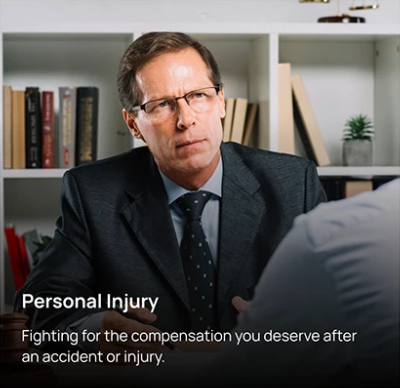 Personal Injury
Fighting for the compensation you deserve after
an accident or injury.